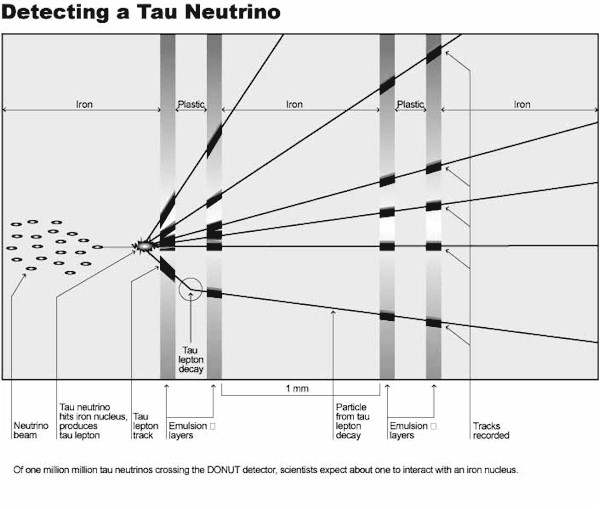 Detecting a Tau Neutrino
Iron
Plastic
Iron
Plastic
Iron
Tau
lepton
decay
1 mm
Neutrino
beam
Tau neutrino
hits iron nucleus,
produces
tau lepton
Tau
lepton
track
Emulsion □
layers
Particle
from tau
lepton
decay
Emulsion □
layers
Tracks
recorded
Of one million million tau neutrinos crossing the DONUT detector, scientists expect about one to interact with an iron nucleus.